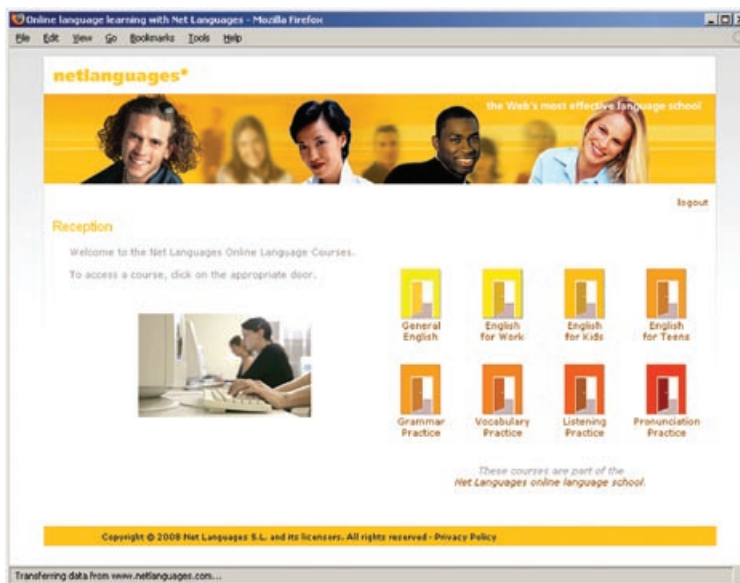 Online language learning with Net Languages - Mozilla Firefox
File Edit View Go Bookmarks Tools Help
netlanguages*
the Web's most effective language school
logout
Reception
Welcome to the Net Languages Online Language Courses.
To access a course, click on the appropriate door.
General English
English for Work
English for Kids
English for Teens
Grammar Practice
Vocabulary Practice
Listening Practice
Pronunciation Practice
These courses are part of the
Net Languages online language school.
Copyright © 2008 Net Languages S.L. and its licensors. All rights reserved - Privacy Policy
Transferring data from www.netlanguages.com...